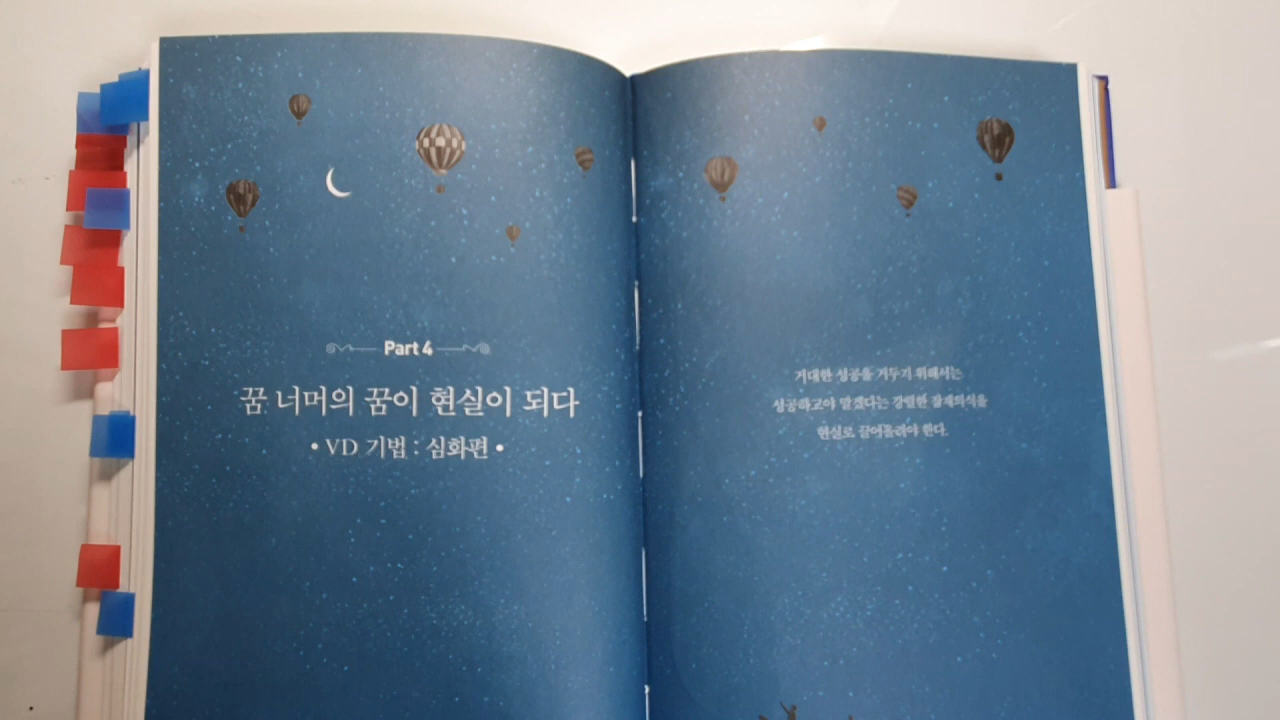 Part 4
꿈 너머의 꿈이 현실이 되다
• VD 기법 : 심화편 •
거대한 성공을 거두기 위해서는
성공하고야 말겠다는 강렬한 잠재의식을
현실로 끌어올려야 한다.